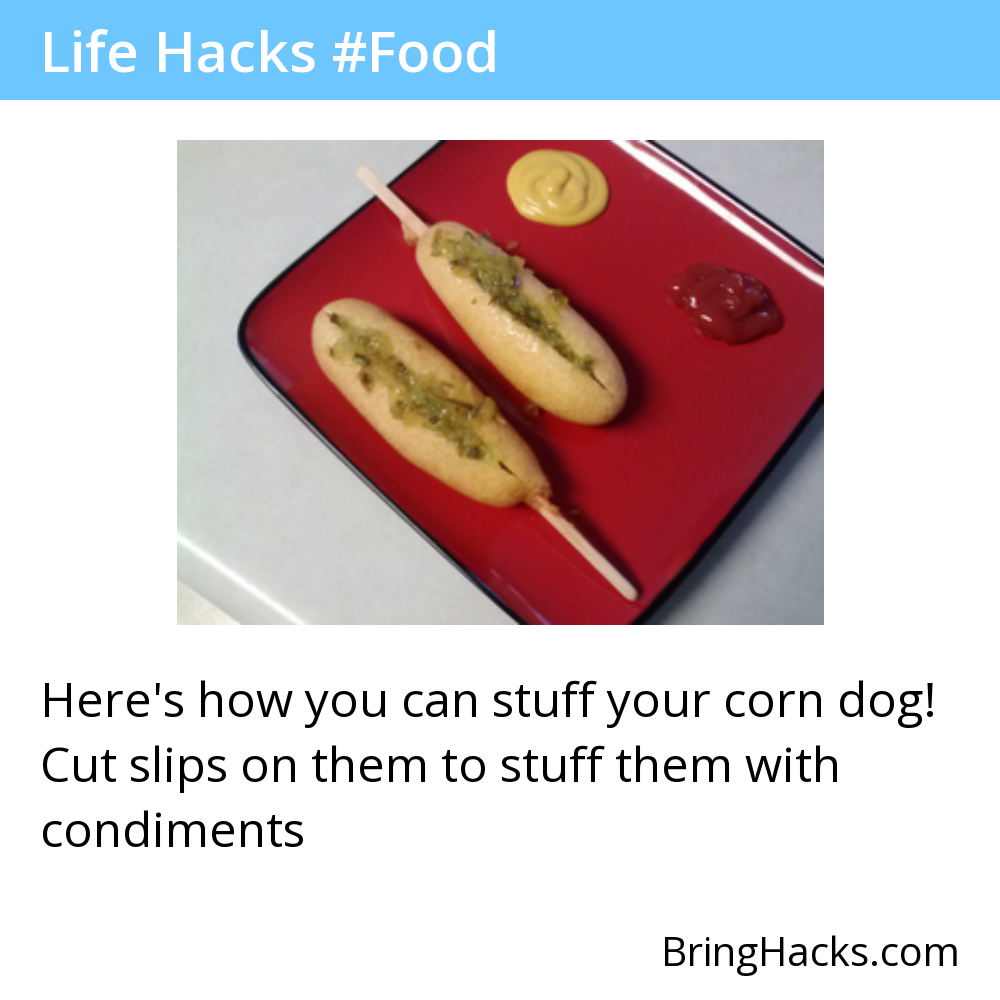 Life Hacks #Food
Here's how you can stuff your corn dog!
Cut slips on them to stuff them with
condiments
BringHacks.com